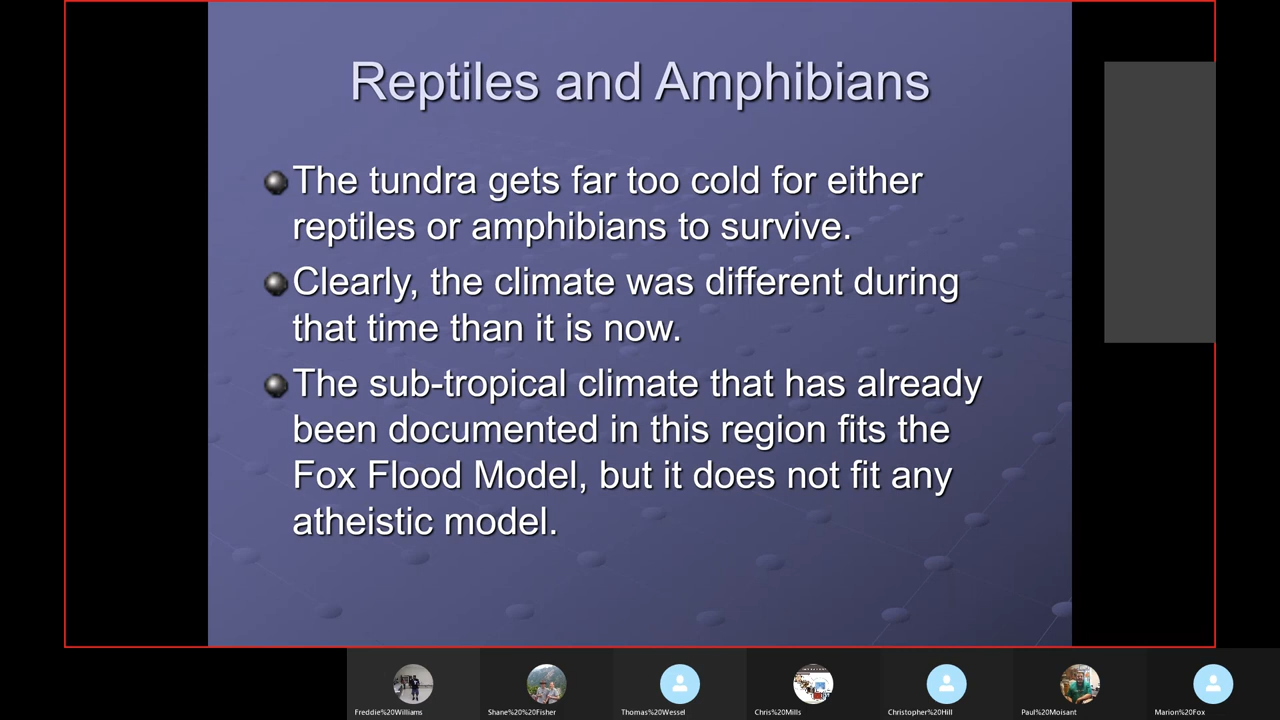 Reptiles and Amphibians
The tundra gets far too cold for either
reptiles or amphibians to survive.
Clearly, the climate was different during
that time than it is now.
The sub-tropical climate that has already
been documented in this region fits the
Fox Flood Model, but it does not fit any
atheistic model.
Freddie%20Williams
Shane%20%20Fisher
Thomas%20Wessel
Chris%20Mills
Christopher%20Hill
Paul%20Moisant
Marion%20Fox